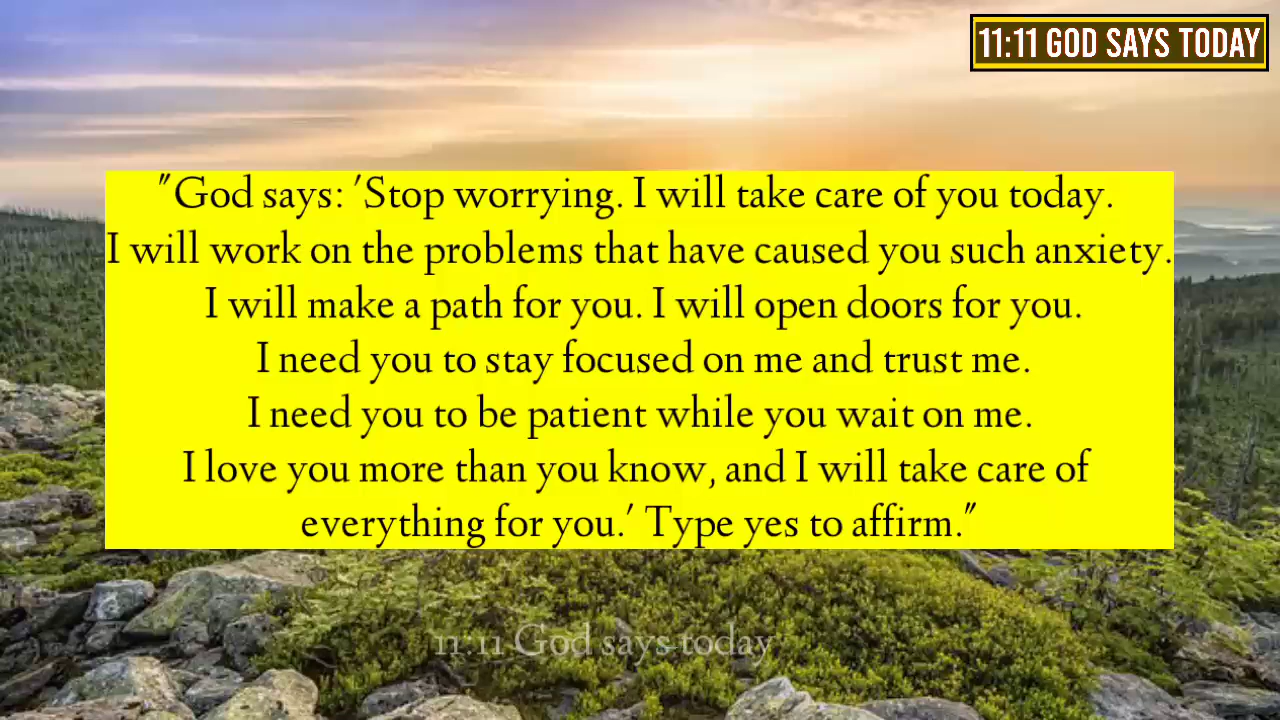 11:11 GOD SAYS TODAY
"God says: 'Stop worrying. I will take care of you today.
I will work on the problems that have caused you such anxiety.
I will make a path for you. I will open doors for you.
I need you to stay focused on me and trust me.
I need you to be patient while you wait on me.
I love you more than you know, and I will take care of
everything for you.' Type yes to affirm."
11:11 God says today